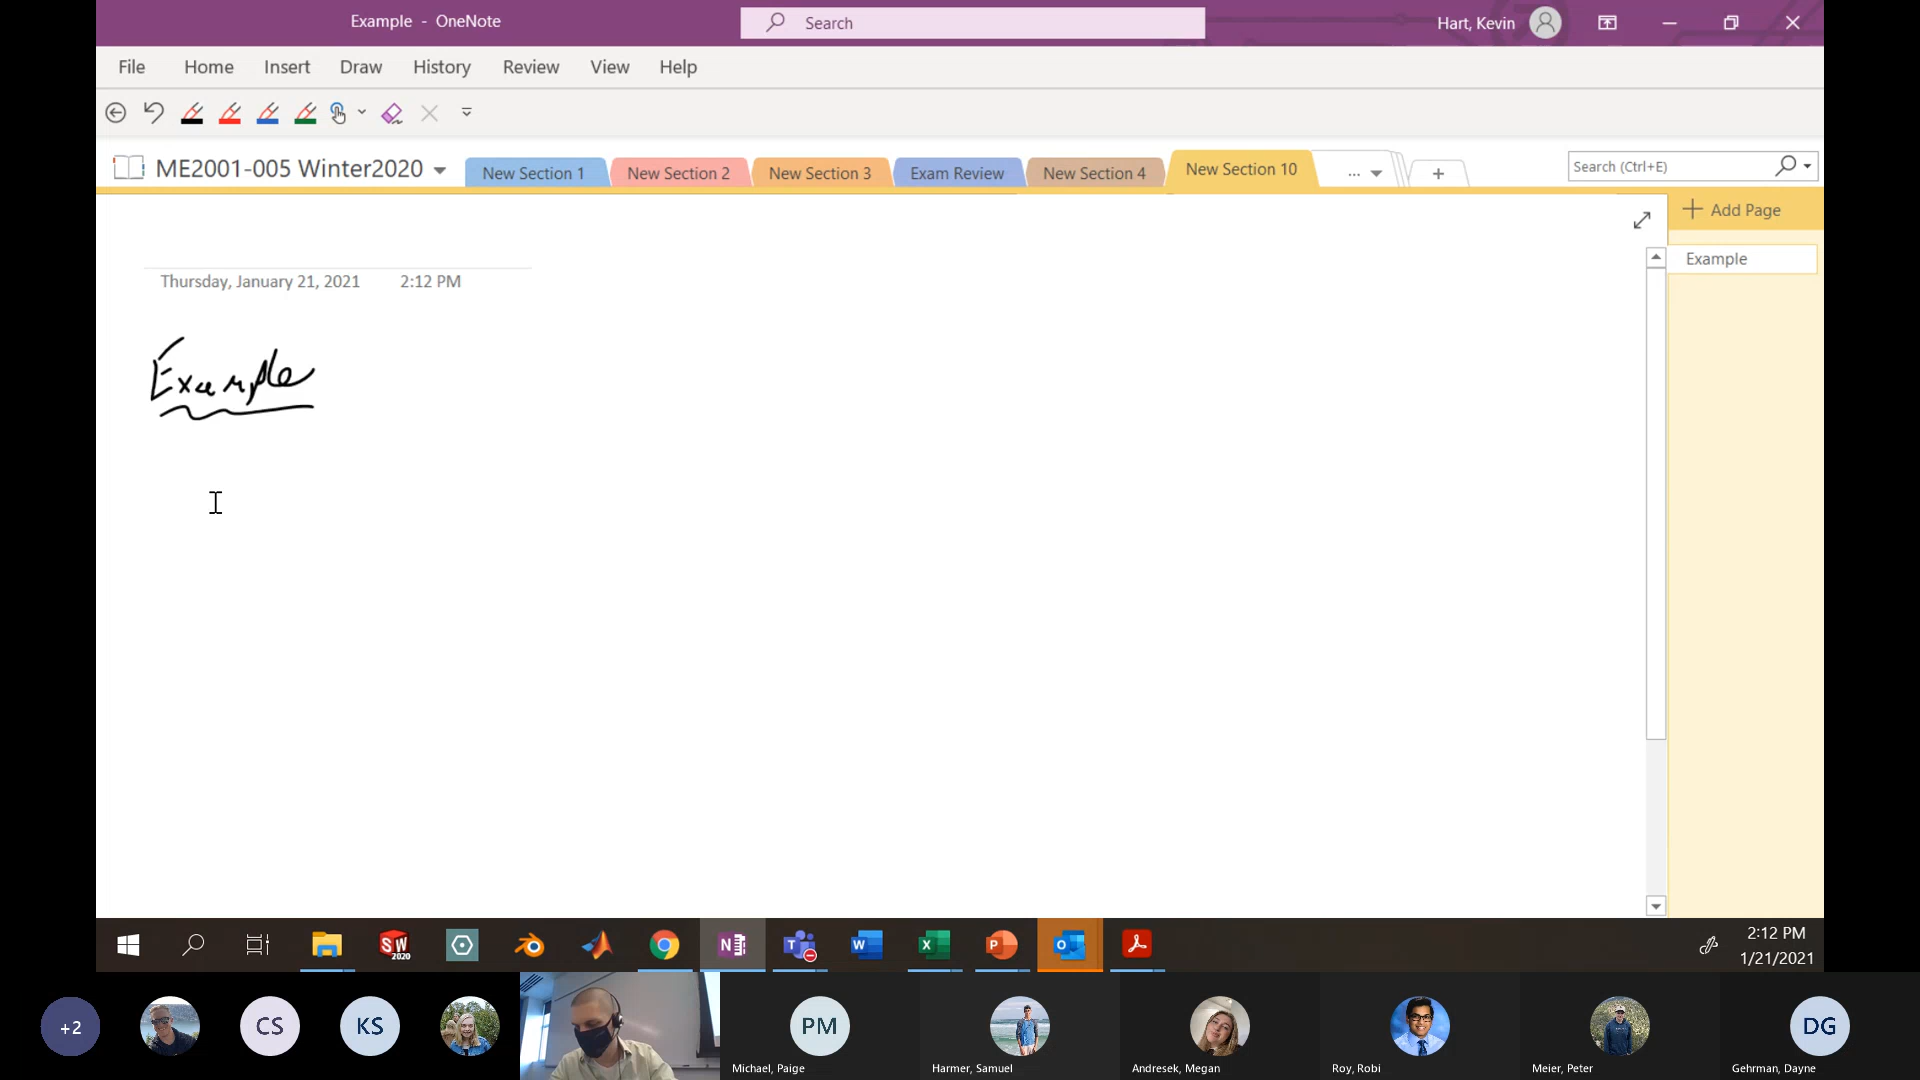 Example - OneNote
Search
Hart, Kevin
File Home Insert Draw History Review View Help
ME2001-005 Winter2020
New Section 1
New Section 2
New Section 3
Exam Review
New Section 4
New Section 10
...
+
Search (Ctrl+E)
Add Page
Example
Thursday, January 21, 2021 2:12 PM
Example
SW 2020
N
T
W
X
P
O
2:12 PM
1/21/2021
+2
CS
KS
PM
DG
Michael, Paige
Harmer, Samuel
Andresek, Megan
Roy, Robi
Meier, Peter
Gehrman, Dayne